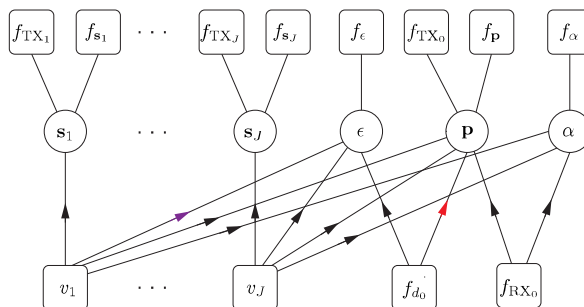 f_{TX_1} f_{s_1} · · · f_{TX_J} f_{s_J} f_ϵ f_{TX_0} f_p f_α
s_1 · · · s_J ϵ p α
v_1 · · · v_J f_{d_0} f_{RX_0}